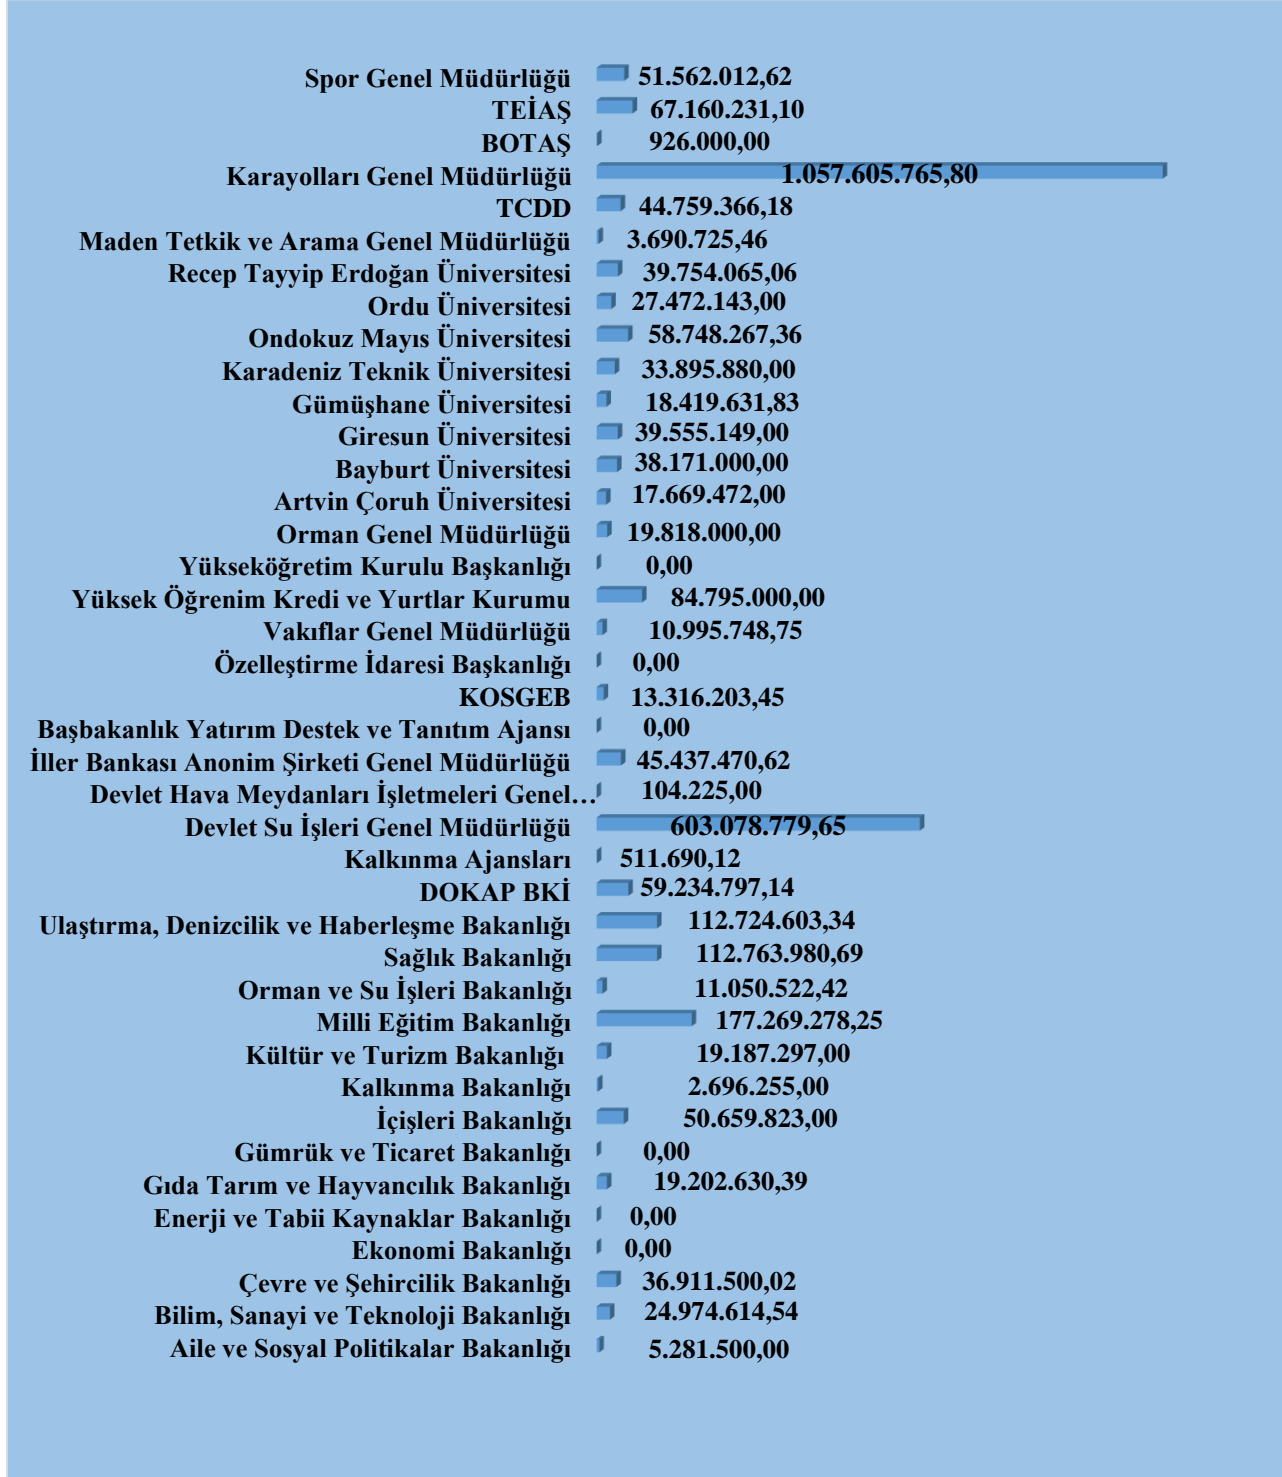 Spor Genel Müdürlüğü 51.562.012,62
TEİAŞ 67.160.231,10
BOTAŞ 926.000,00
Karayolları Genel Müdürlüğü 1.057.605.765,80
TCDD 44.759.366,18
Maden Tetkik ve Arama Genel Müdürlüğü 3.690.725,46
Recep Tayyip Erdoğan Üniversitesi 39.754.065,06
Ordu Üniversitesi 27.472.143,00
Ondokuz Mayıs Üniversitesi 58.748.267,36
Karadeniz Teknik Üniversitesi 33.895.880,00
Gümüşhane Üniversitesi 18.419.631,83
Giresun Üniversitesi 39.555.149,00
Bayburt Üniversitesi 38.171.000,00
Artvin Çoruh Üniversitesi 17.669.472,00
Orman Genel Müdürlüğü 19.818.000,00
Yükseköğretim Kurulu Başkanlığı 0,00
Yüksek Öğrenim Kredi ve Yurtlar Kurumu 84.795.000,00
Vakıflar Genel Müdürlüğü 10.995.748,75
Özelleştirme İdaresi Başkanlığı 0,00
KOSGEB 13.316.203,45
Başbakanlık Yatırım Destek ve Tanıtım Ajansı 0,00
İller Bankası Anonim Şirketi Genel Müdürlüğü 45.437.470,62
Devlet Hava Meydanları İşletmeleri Genel… 104.225,00
Devlet Su İşleri Genel Müdürlüğü 603.078.779,65
Kalkınma Ajansları 511.690,12
DOKAP BKİ 59.234.797,14
Ulaştırma, Denizcilik ve Haberleşme Bakanlığı 112.724.603,34
Sağlık Bakanlığı 112.763.980,69
Orman ve Su İşleri Bakanlığı 11.050.522,42
Milli Eğitim Bakanlığı 177.269.278,25
Kültür ve Turizm Bakanlığı 19.187.297,00
Kalkınma Bakanlığı 2.696.255,00
İçişleri Bakanlığı 50.659.823,00
Gümrük ve Ticaret Bakanlığı 0,00
Gıda Tarım ve Hayvancılık Bakanlığı 19.202.630,39
Enerji ve Tabii Kaynaklar Bakanlığı 0,00
Ekonomi Bakanlığı 0,00
Çevre ve Şehircilik Bakanlığı 36.911.500,02
Bilim, Sanayi ve Teknoloji Bakanlığı 24.974.614,54
Aile ve Sosyal Politikalar Bakanlığı 5.281.500,00